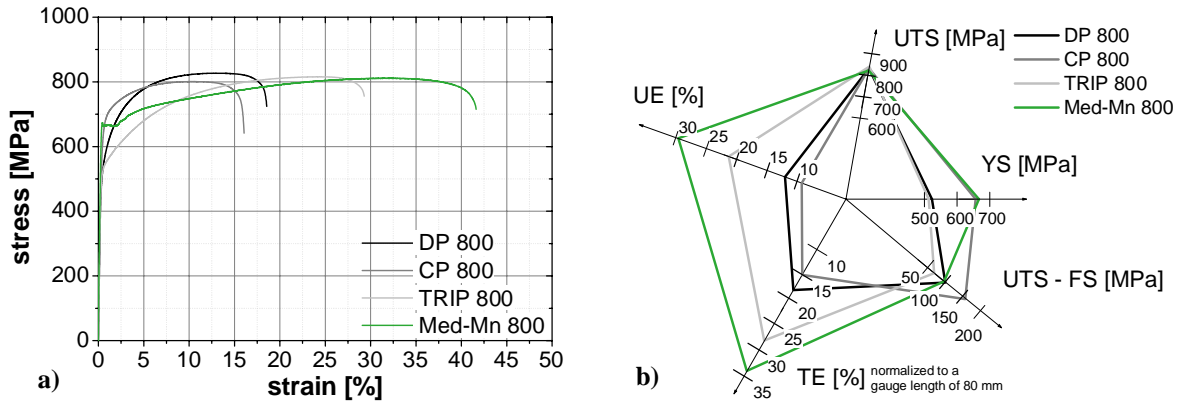 1000
800
600
400
200
0
0 5 10 15 20 25 30 35 40 45 50
stress [MPa]
strain [%]
DP 800
CP 800
TRIP 800
Med-Mn 800
a)
UTS [MPa]
900
800
700
600
UE [%]
30 25 20 15 10
YS [MPa]
500 600 700
UTS - FS [MPa]
50
100
150
200
10
15
20
25
30
35
TE [%] normalized to a
gauge length of 80 mm
DP 800
CP 800
TRIP 800
Med-Mn 800
b)